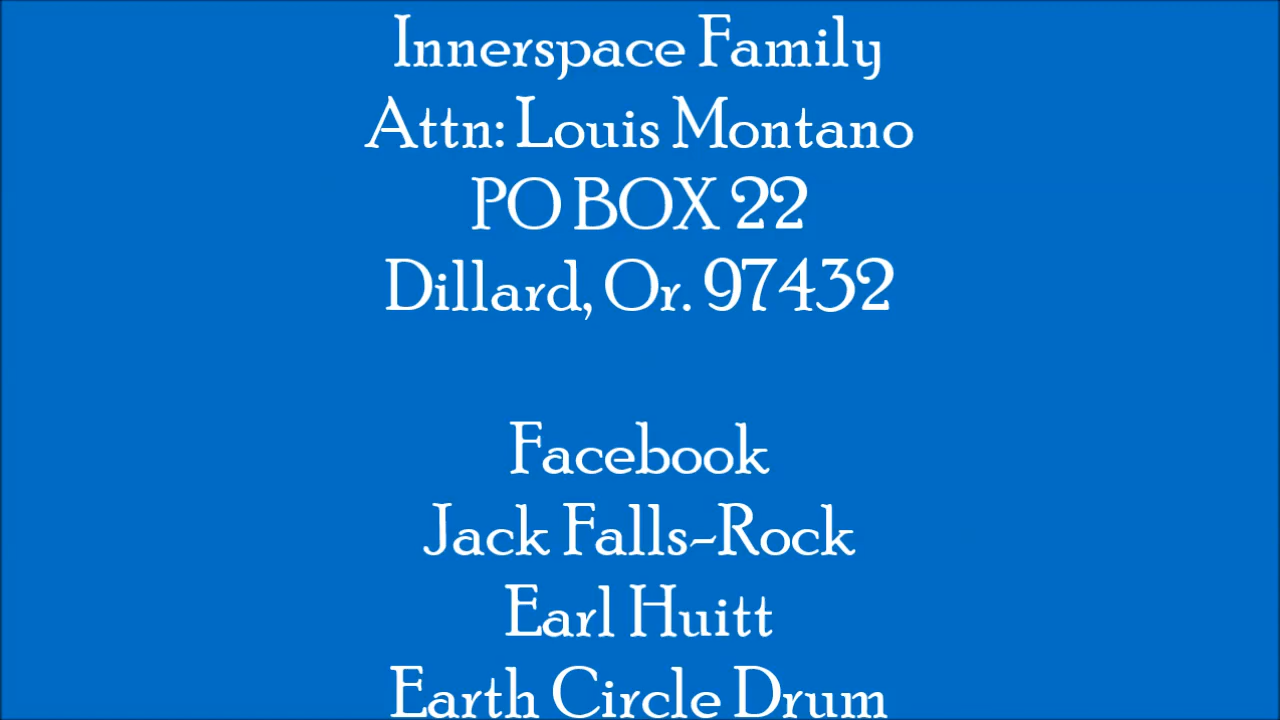 Innerspace Family
Attn: Louis Montano
PO BOX 22
Dillard, Or. 97432
Facebook
Jack Falls-Rock
Earl Huitt
Earth Circle Drum